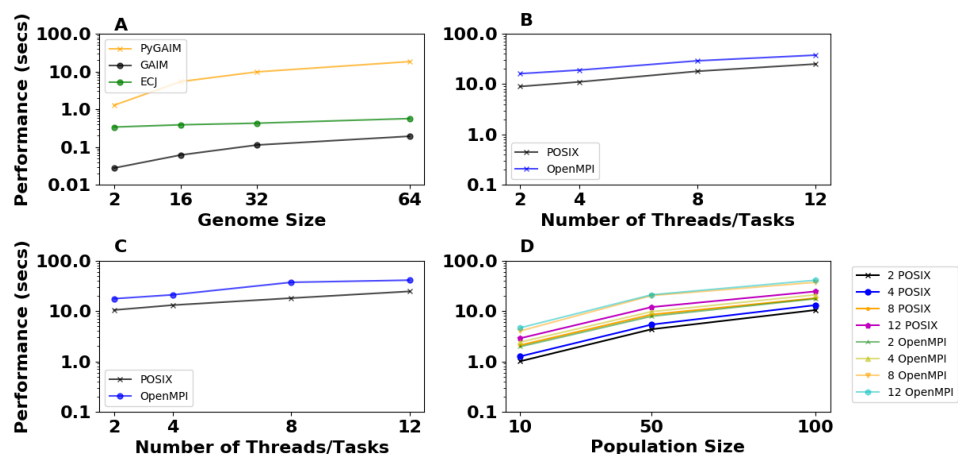 A
Performance (secs)
100.0
10.0
1.0
0.1
0.01
PyGAIM
GAIM
ECJ
2 16 32 64
Genome Size
B
100.0
10.0
1.0
0.1
POSIX
OpenMPI
2 4 8 12
Number of Threads/Tasks
C
Performance (secs)
100.0
10.0
1.0
0.1
POSIX
OpenMPI
2 4 8 12
Number of Threads/Tasks
D
100.0
10.0
1.0
0.1
10 50 100
Population Size
2 POSIX
4 POSIX
8 POSIX
12 POSIX
2 OpenMPI
4 OpenMPI
8 OpenMPI
12 OpenMPI